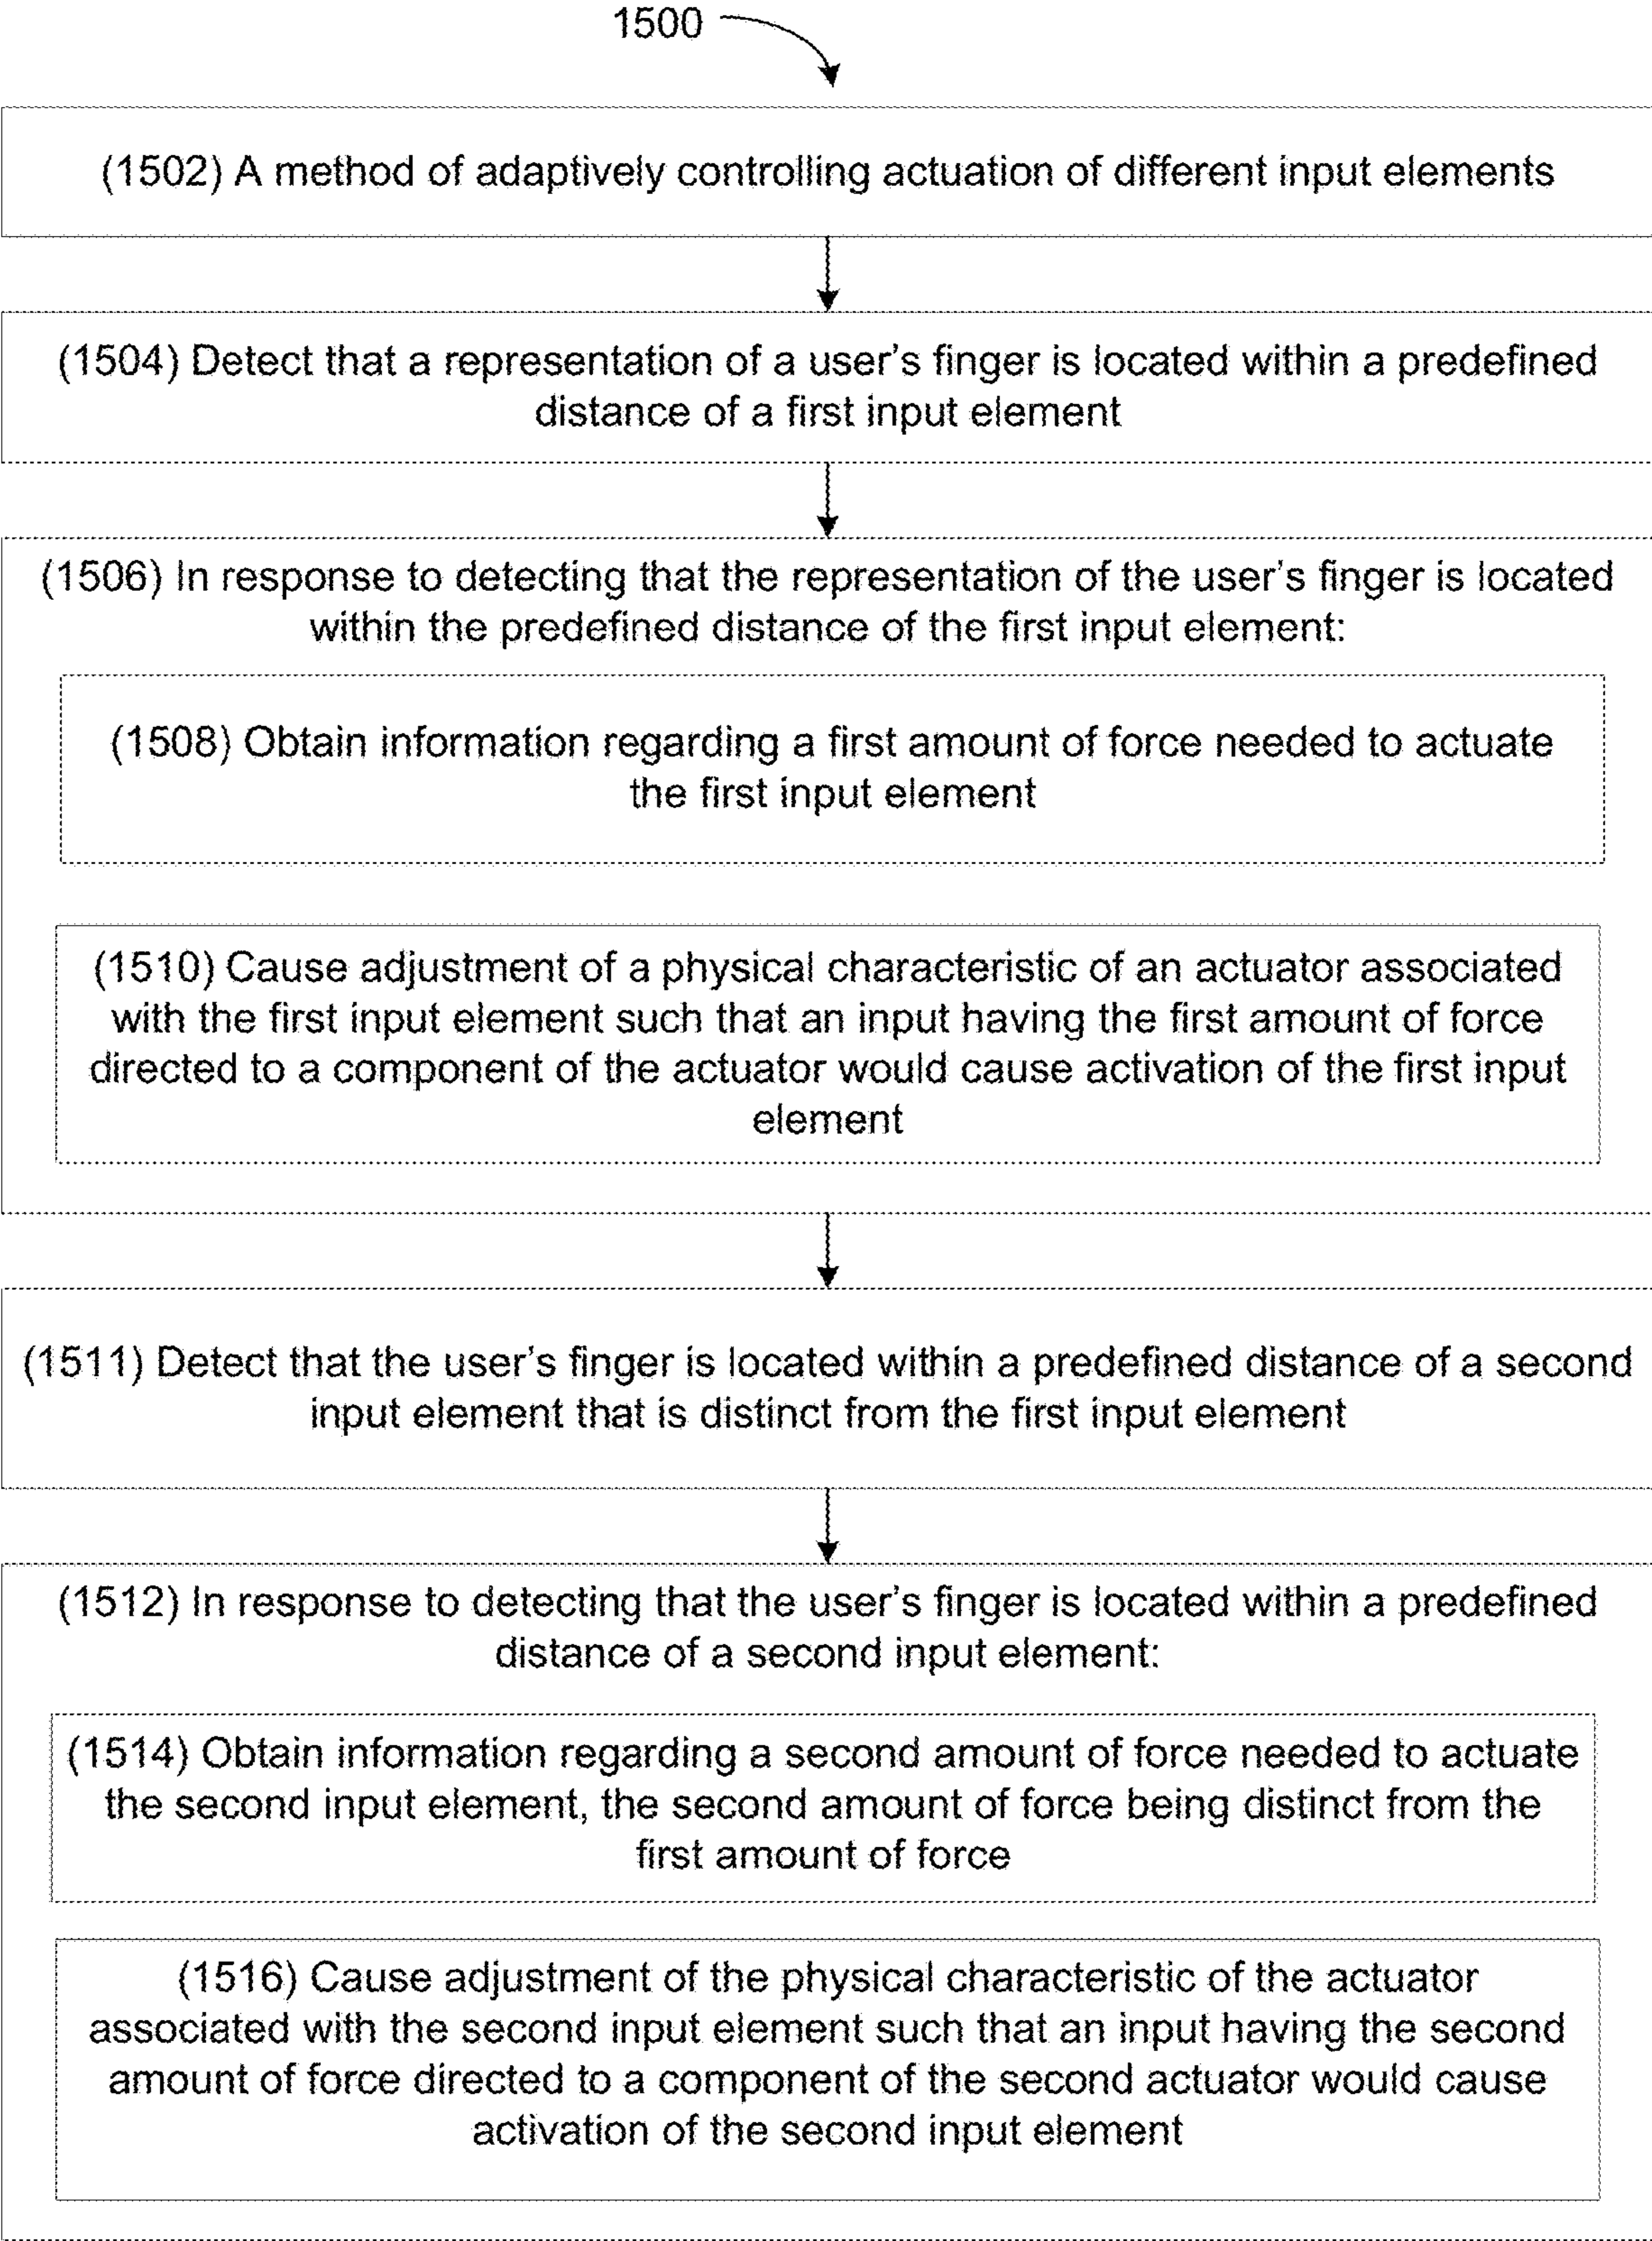 1500
(1502) A method of adaptively controlling actuation of different input elements
(1504) Detect that a representation of a user's finger is located within a predefined
distance of a first input element
(1506) In response to detecting that the representation of the user's finger is located
within the predefined distance of the first input element:
(1508) Obtain information regarding a first amount of force needed to actuate
the first input element
(1510) Cause adjustment of a physical characteristic of an actuator associated
with the first input element such that an input having the first amount of force
directed to a component of the actuator would cause activation of the first input
element
(1511) Detect that the user's finger is located within a predefined distance of a second
input element that is distinct from the first input element
(1512) In response to detecting that the user's finger is located within a predefined
distance of a second input element:
(1514) Obtain information regarding a second amount of force needed to actuate
the second input element, the second amount of force being distinct from the
first amount of force
(1516) Cause adjustment of the physical characteristic of the actuator
associated with the second input element such that an input having the second
amount of force directed to a component of the second actuator would cause
activation of the second input element